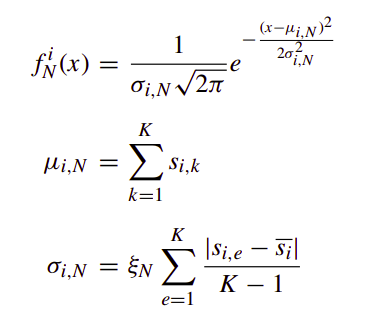 f_N^i(x) = \frac{1}{\sigma_{i,N}\sqrt{2\pi}} e^{-\frac{(x-\mu_{i,N})^2}{2\sigma_{i,N}^2}}
\mu_{i,N} = \sum_{k=1}^{K} s_{i,k}
\sigma_{i,N} = \xi_N \sum_{e=1}^{K} \frac{|s_{i,e} - \overline{s_i}|}{K-1}